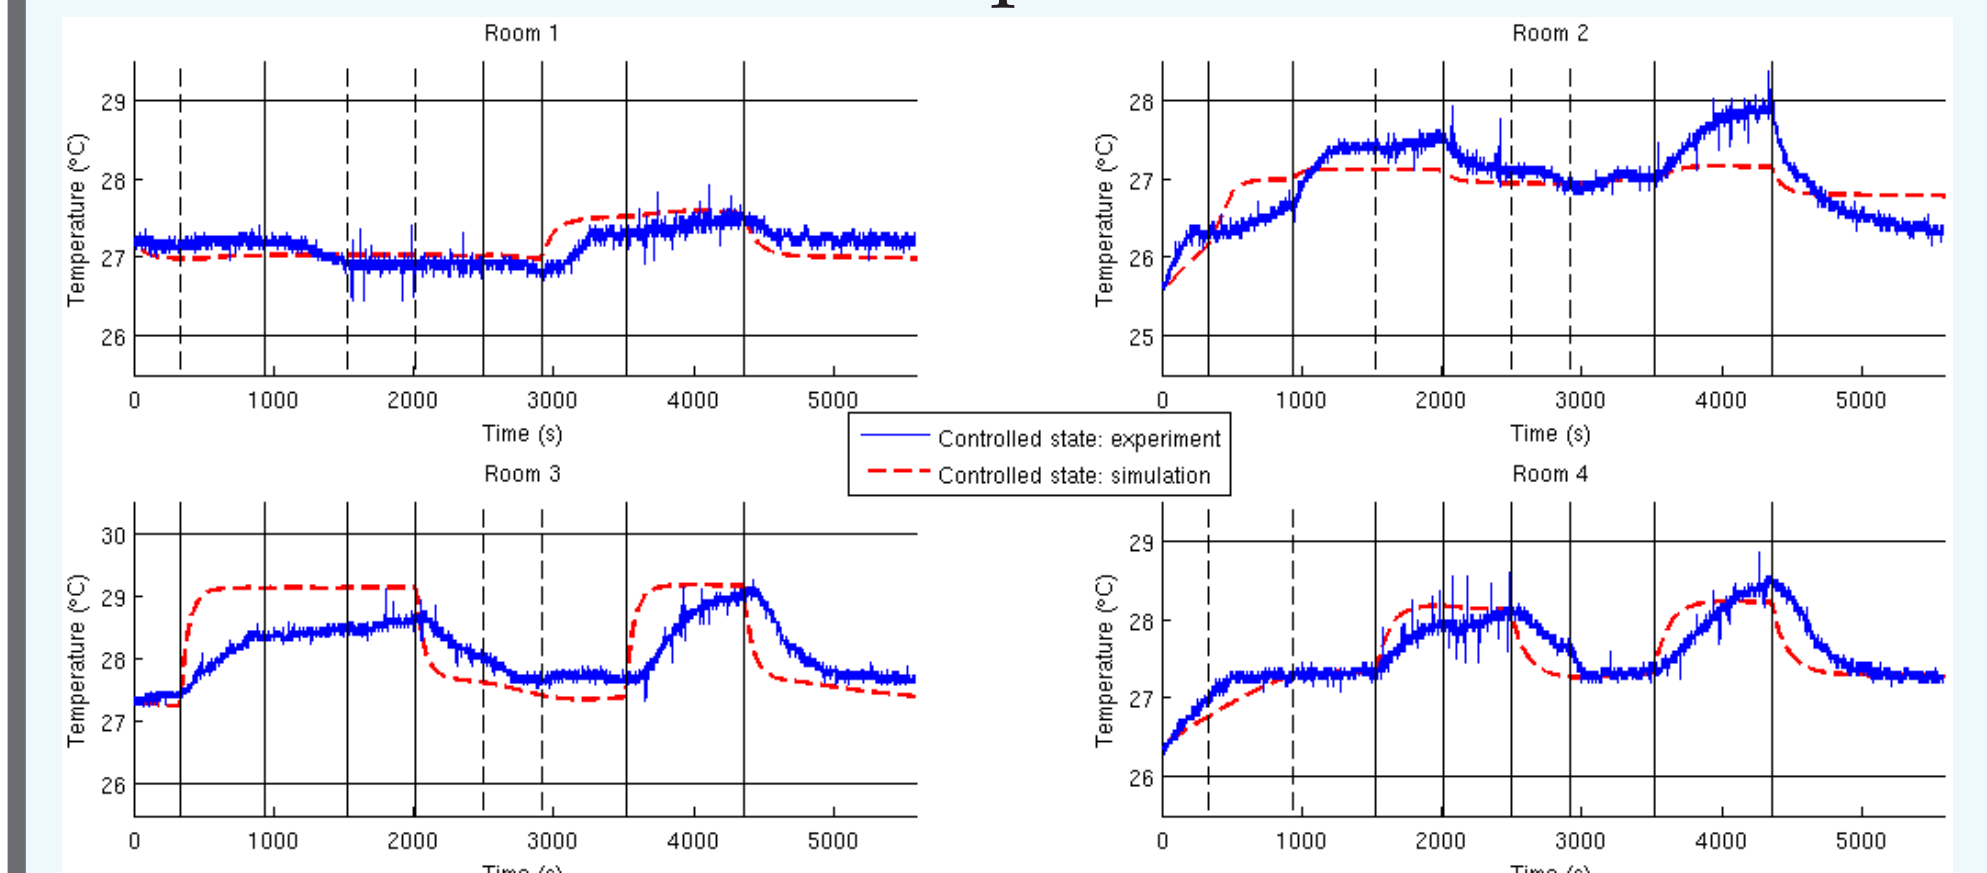 Room 1
29
28
27
26
Temperature (°C)
0 1000 2000 3000 4000 5000
Time (s)
Room 2
28
27
26
25
Temperature (°C)
0 1000 2000 3000 4000 5000
Time (s)
Controlled state: experiment
Controlled state: simulation
Room 3
30
29
28
27
26
Temperature (°C)
0 1000 2000 3000 4000 5000
Time (s)
Room 4
29
28
27
26
Temperature (°C)
0 1000 2000 3000 4000 5000
Time (s)